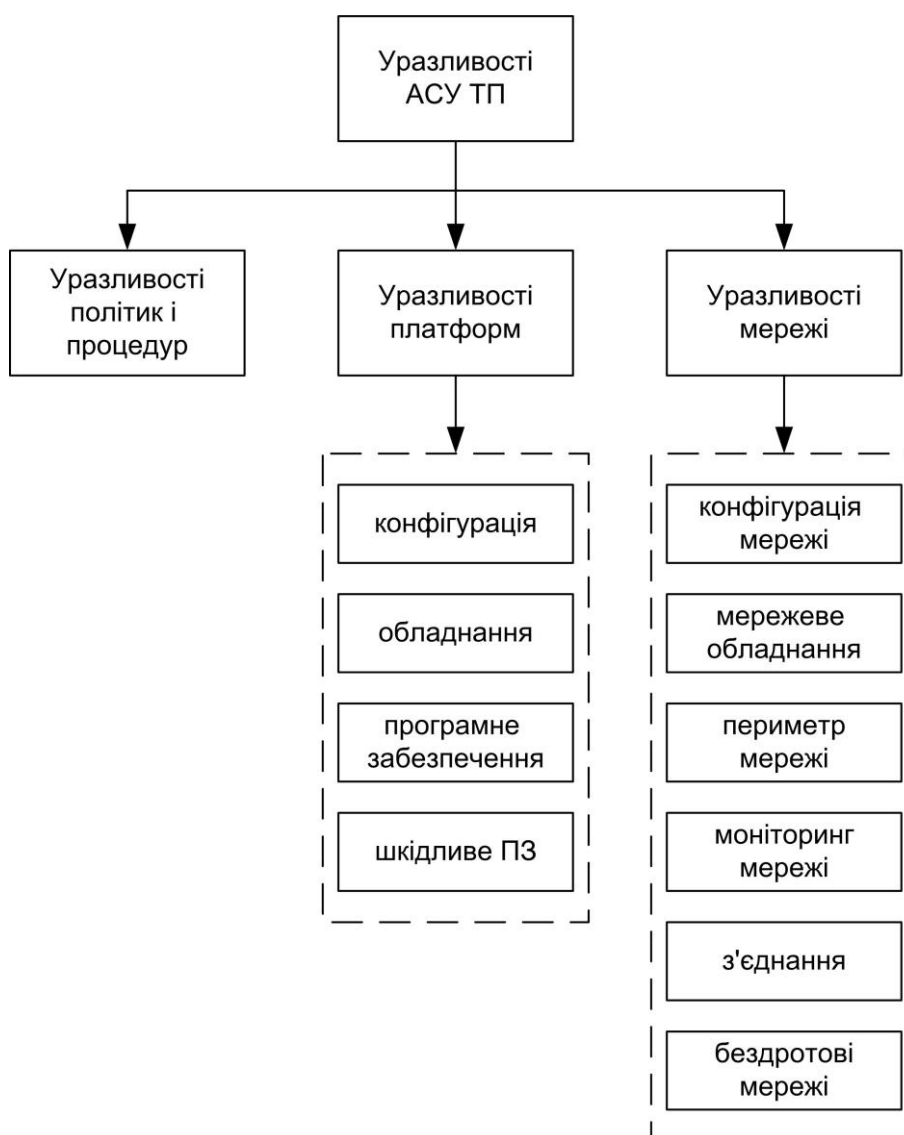 Уразливості
АСУ ТП
Уразливості
політик і
процедур
Уразливості
платформ
Уразливості
мережі
конфігурація
обладнання
програмне
забезпечення
шкідливе ПЗ
конфігурація
мережі
мережеве
обладнання
периметр
мережі
моніторинг
мережі
з'єднання
бездротові
мережі